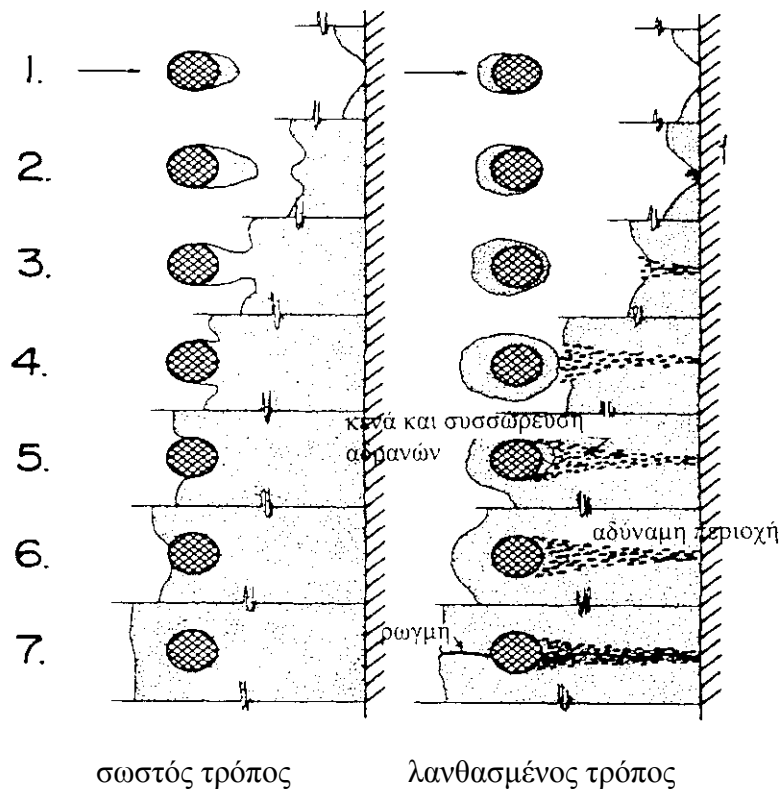 1.
2.
3.
4.
κενά και συσσώρευση
5.
αδρανών
6.
αδύναμη περιοχή
7.
ρωγμή
σωστός τρόπος
λανθασμένος τρόπος